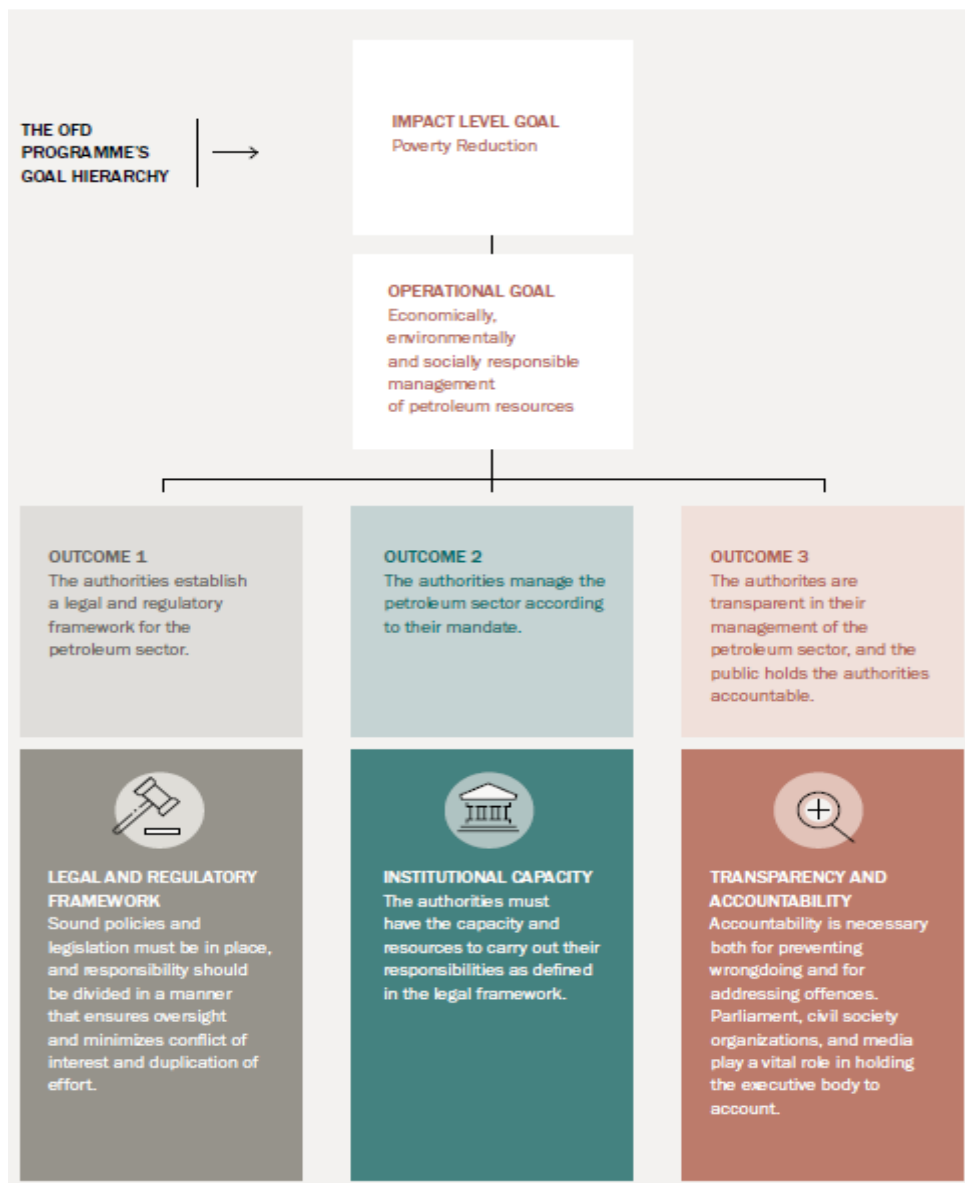 THE OFD
PROGRAMME'S
GOAL HIERARCHY
IMPACT LEVEL GOAL
Poverty Reduction
OPERATIONAL GOAL
Economically,
environmentally
and socially responsible
management
of petroleum resources
OUTCOME 1
The authorities establish
a legal and regulatory
framework for the
petroleum sector.
OUTCOME 2
The authorities manage the
petroleum sector according
to their mandate.
OUTCOME 3
The authorites are
transparent in their
management of the
petroleum sector, and the
public holds the authorities
accountable.
LEGAL AND REGULATORY
FRAMEWORK
Sound policies and
legislation must be in place,
and responsibility should
be divided in a manner
that ensures oversight
and minimizes conflict of
interest and duplication of
effort.
INSTITUTIONAL CAPACITY
The authorities must
have the capacity and
resources to carry out their
responsibilities as defined
in the legal framework.
TRANSPARENCY AND
ACCOUNTABILITY
Accountability is necessary
both for preventing
wrongdoing and for
addressing offences.
Parliament, civil society
organizations, and media
play a vital role in holding
the executive body to
account.